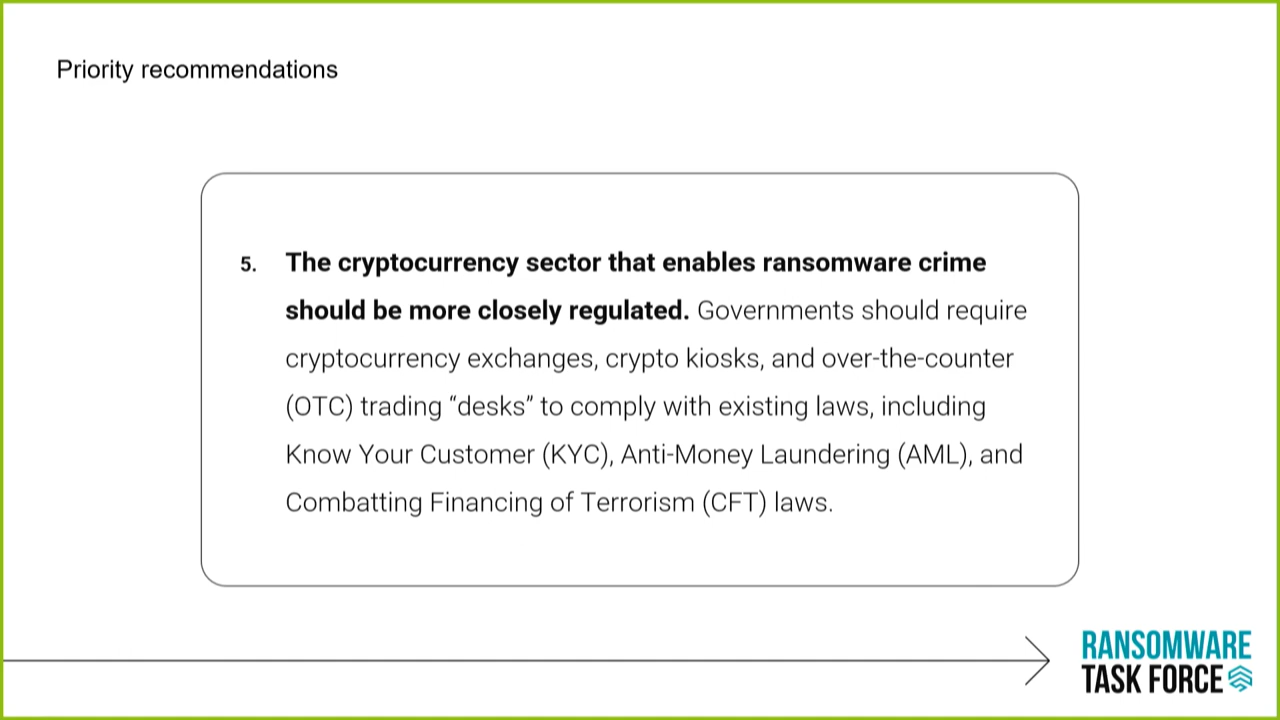 Priority recommendations
5. The cryptocurrency sector that enables ransomware crime
should be more closely regulated. Governments should require
cryptocurrency exchanges, crypto kiosks, and over-the-counter
(OTC) trading “desks” to comply with existing laws, including
Know Your Customer (KYC), Anti-Money Laundering (AML), and
Combatting Financing of Terrorism (CFT) laws.
RANSOMWARE
TASK FORCE